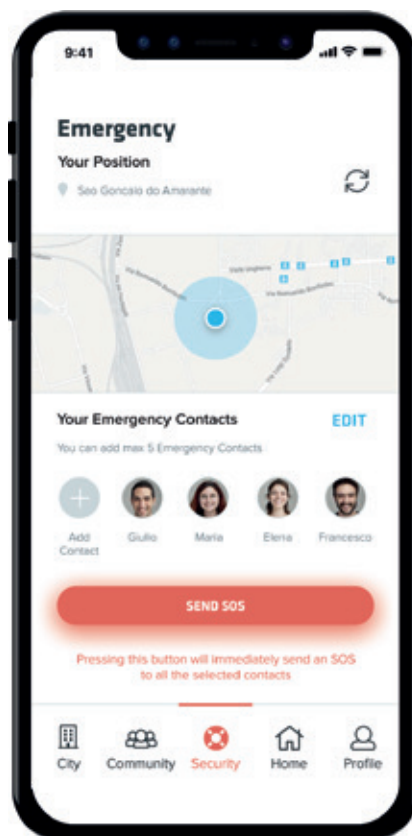 9:41
Emergency
Your Position
Sao Goncalo do Amarante
Your Emergency Contacts
EDIT
You can add max 5 Emergency Contacts
Add
Contact
Giulio
Maria
Elena
Francesco
SEND SOS
Pressing this button will immediately send an SOS
to all the selected contacts
City
Community
Security
Home
Profile